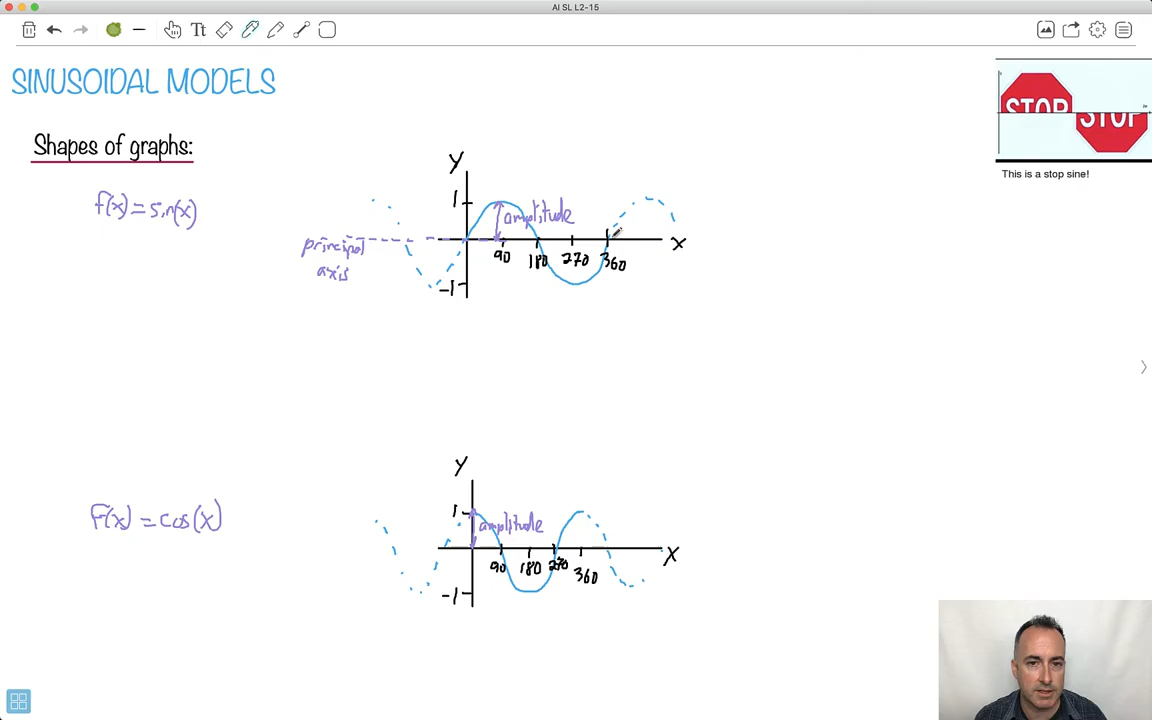 AI SL L2-15
Tt
SINUSOIDAL MODELS
STOP
STOP
This is a stop sine!
Shapes of graphs:
f(x)=sin(x)
y
1
amplitude
principal
axis
x
90
180
270
360
-1
F(x)=cos(x)
y
1
amplitude
x
90
180
270
360
-1